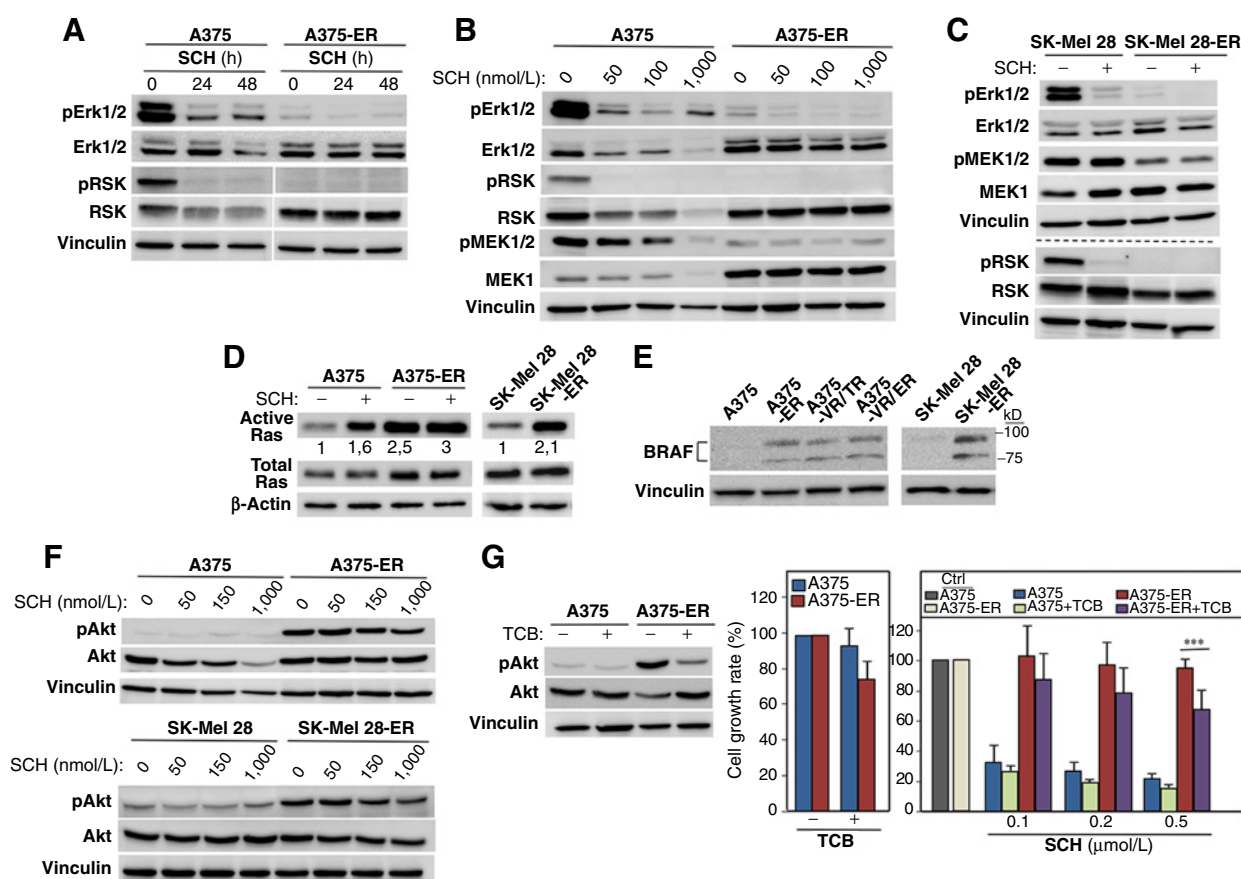 A
A375 A375-ER
SCH (h) SCH (h)
0 24 48 0 24 48
pErk1/2
Erk1/2
pRSK
RSK
Vinculin
B
A375 A375-ER
SCH (nmol/L): 0 50 100 1,000 0 50 100 1,000
pErk1/2
Erk1/2
pRSK
RSK
pMEK1/2
MEK1
Vinculin
C
SK-Mel 28 SK-Mel 28-ER
SCH: – + – +
pErk1/2
Erk1/2
pMEK1/2
MEK1
Vinculin
pRSK
RSK
Vinculin
D
A375 A375-ER SK-Mel 28 SK-Mel 28
-ER
SCH: – + – +
Active
Ras
1 1,6 2,5 3 1 2,1
Total
Ras
β-Actin
E
A375 A375
-ER A375
-VR/TR A375
-VR/ER SK-Mel 28 SK-Mel 28
-ER
kD
–100
BRAF
–75
Vinculin
F
A375 A375-ER
SCH (nmol/L): 0 50 150 1,000 0 50 150 1,000
pAkt
Akt
Vinculin
SK-Mel 28 SK-Mel 28-ER
SCH (nmol/L): 0 50 150 1,000 0 50 150 1,000
pAkt
Akt
Vinculin
G
A375 A375-ER
TCB: – + – +
pAkt
Akt
Vinculin
Cell growth rate (%)
A375
A375-ER
120
100
80
60
40
20
0
– +
TCB
Ctrl
A375 A375 A375-ER
A375-ER A375+TCB A375-ER+TCB
120
100
80
60
40
20
0
***
0.1 0.2 0.5
SCH (μmol/L)